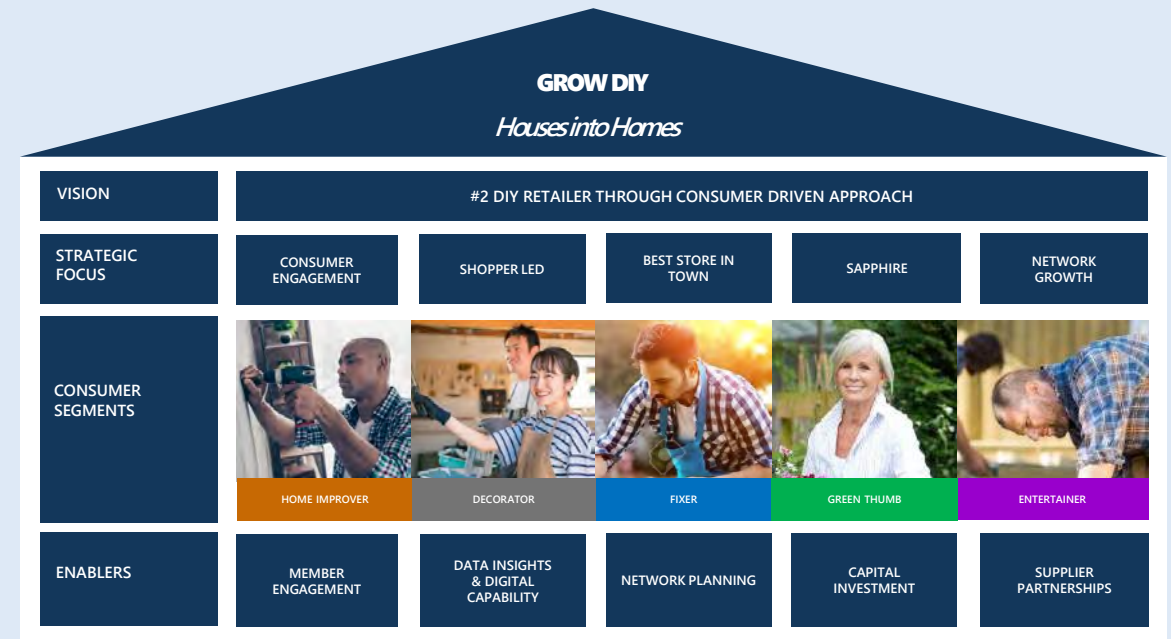 GROW DIY
Houses into Homes
VISION
#2 DIY RETAILER THROUGH CONSUMER DRIVEN APPROACH
STRATEGIC
FOCUS
CONSUMER
ENGAGEMENT
SHOPPER LED
BEST STORE IN
TOWN
SAPPHIRE
NETWORK
GROWTH
CONSUMER
SEGMENTS
HOME IMPROVER
DECORATOR
FIXER
GREEN THUMB
ENTERTAINER
ENABLERS
MEMBER
ENGAGEMENT
DATA INSIGHTS
& DIGITAL
CAPABILITY
NETWORK PLANNING
CAPITAL
INVESTMENT
SUPPLIER
PARTNERSHIPS